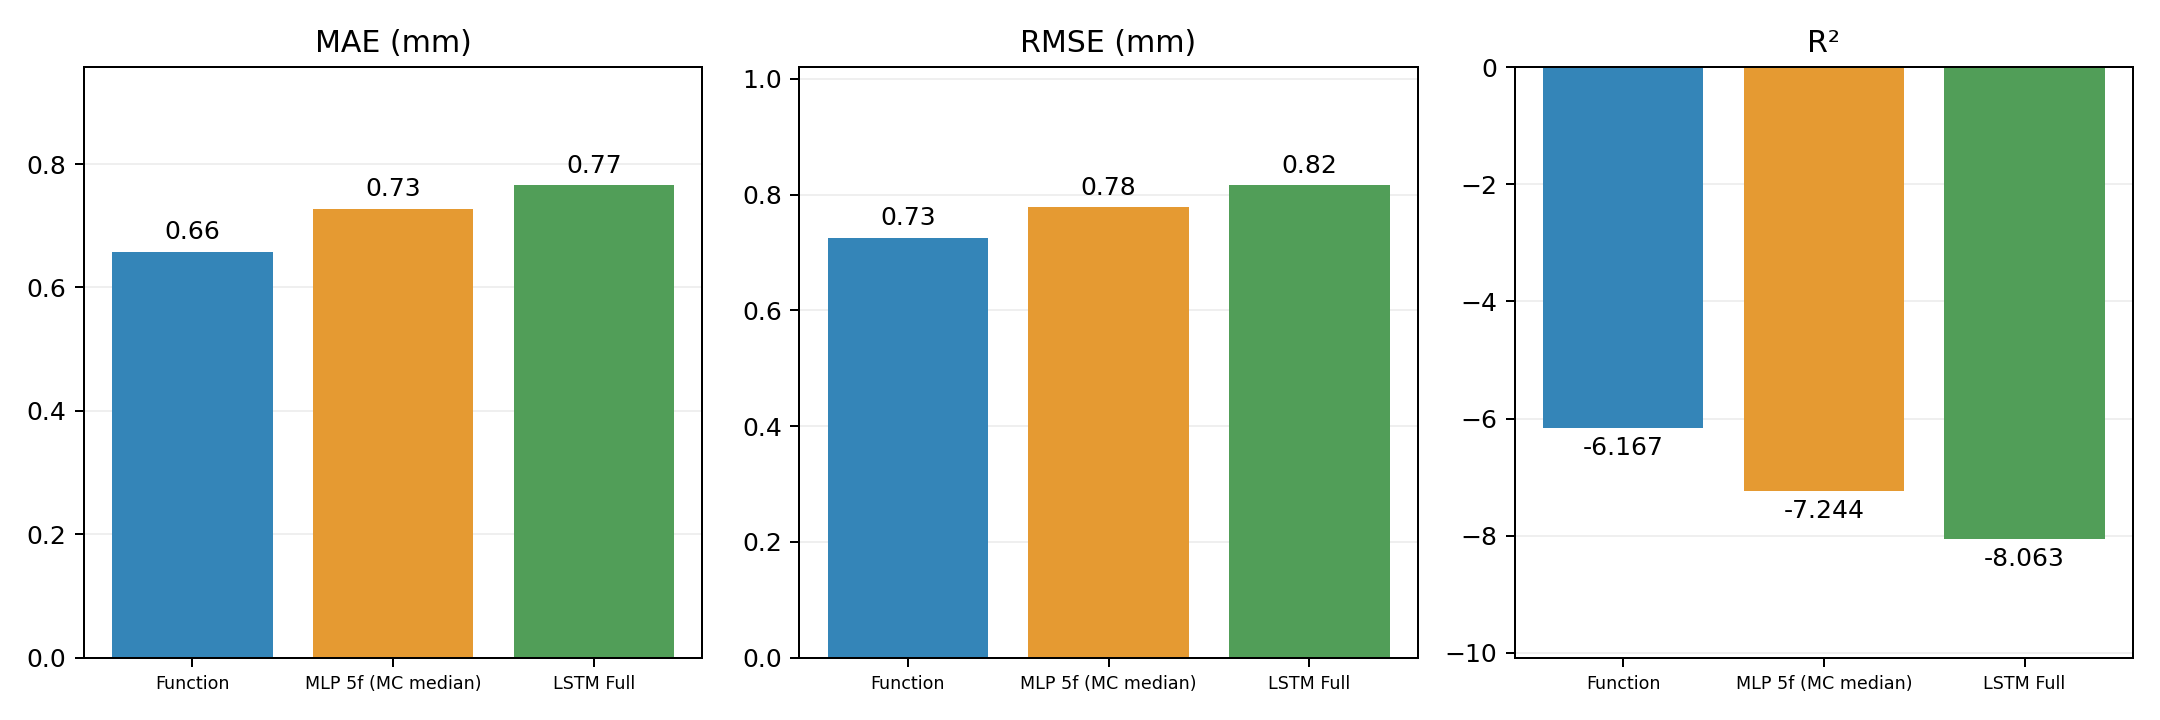 MAE (mm)
0.8
0.6
0.4
0.2
0.0
0.66
0.73
0.77
Function
MLP 5f (MC median)
LSTM Full
RMSE (mm)
1.0
0.8
0.6
0.4
0.2
0.0
0.73
0.78
0.82
Function
MLP 5f (MC median)
LSTM Full
R²
0
−2
−4
−6
−8
−10
-6.167
-7.244
-8.063
Function
MLP 5f (MC median)
LSTM Full